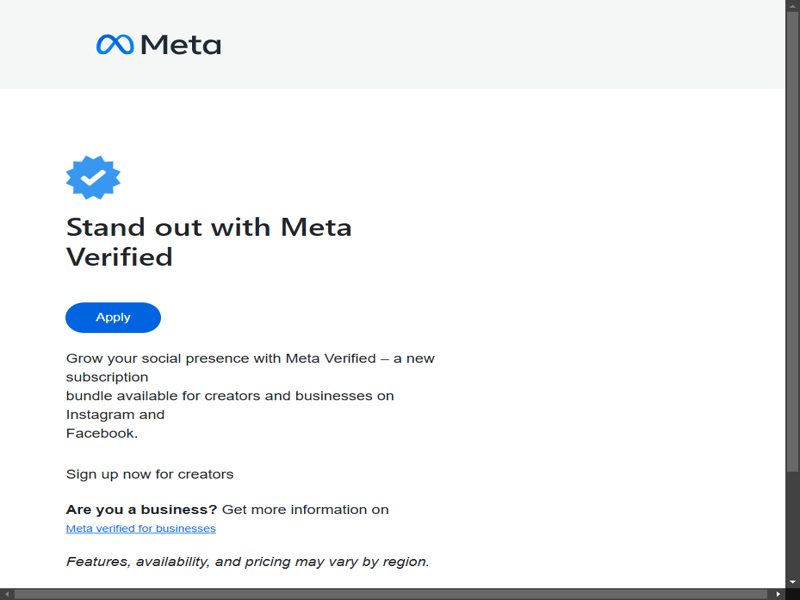 Meta
Stand out with Meta
Verified
Apply
Grow your social presence with Meta Verified – a new
subscription
bundle available for creators and businesses on
Instagram and
Facebook.
Sign up now for creators
Are you a business? Get more information on
Meta verified for businesses
Features, availability, and pricing may vary by region.